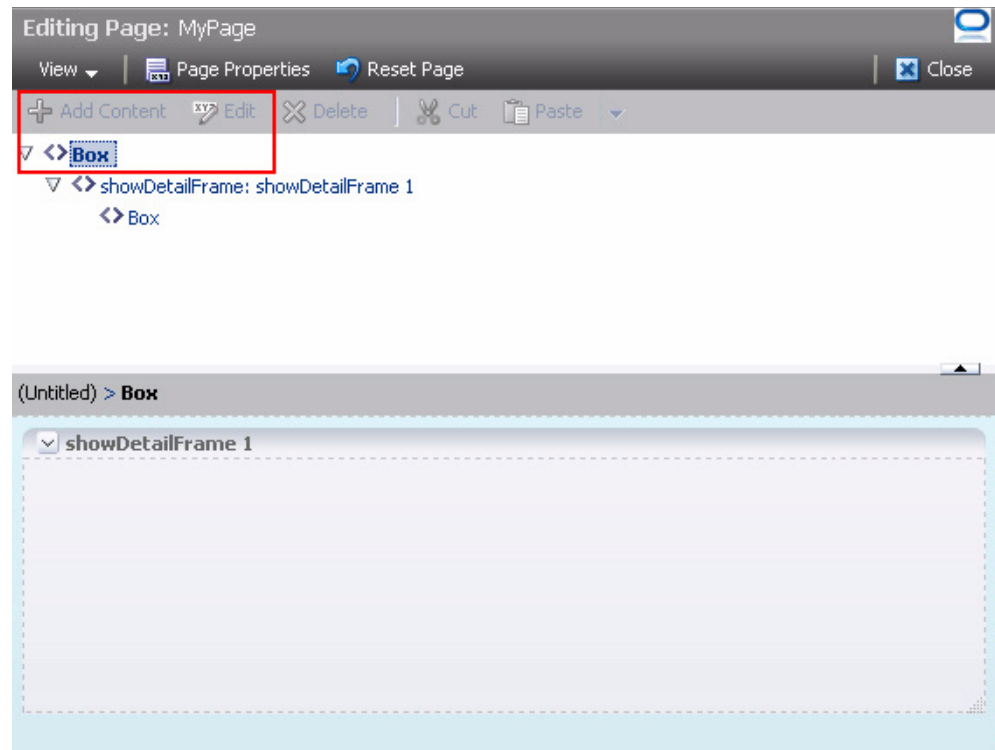 Editing Page: MyPage
View Page Properties Reset Page Close
Add Content Edit Delete Cut Paste
Box
showDetailFrame: showDetailFrame 1
Box
(Untitled) > Box
showDetailFrame 1